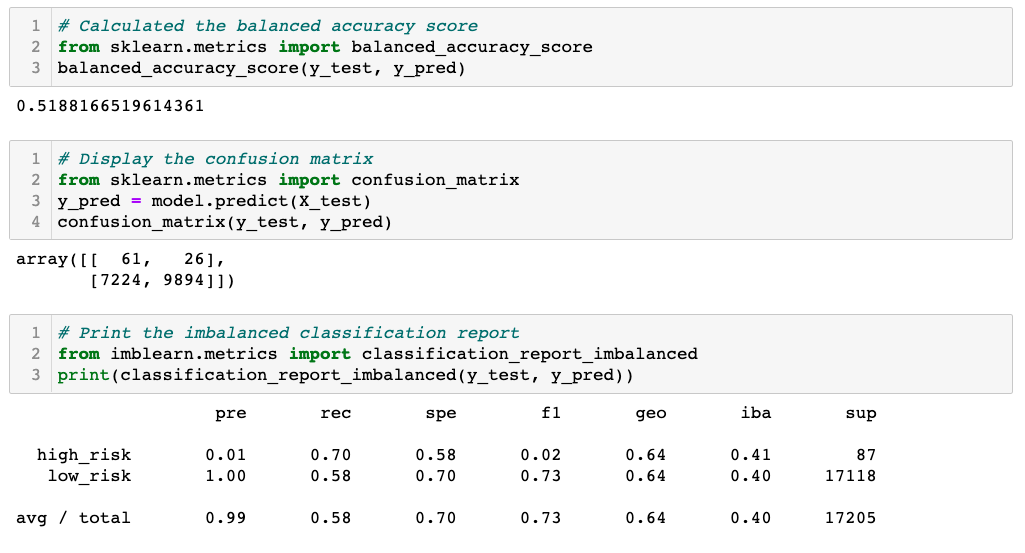 1 # Calculated the balanced accuracy score
2 from sklearn.metrics import balanced_accuracy_score
3 balanced_accuracy_score(y_test, y_pred)
0.5188166519614361
1 # Display the confusion matrix
2 from sklearn.metrics import confusion_matrix
3 y_pred = model.predict(X_test)
4 confusion_matrix(y_test, y_pred)
array([[  61,   26],
       [7224, 9894]])
1 # Print the imbalanced classification report
2 from imblearn.metrics import classification_report_imbalanced
3 print(classification_report_imbalanced(y_test, y_pred))
pre rec spe f1 geo iba sup
high_risk 0.01 0.70 0.58 0.02 0.64 0.41 87
low_risk 1.00 0.58 0.70 0.73 0.64 0.40 17118
avg / total 0.99 0.58 0.70 0.73 0.64 0.40 17205